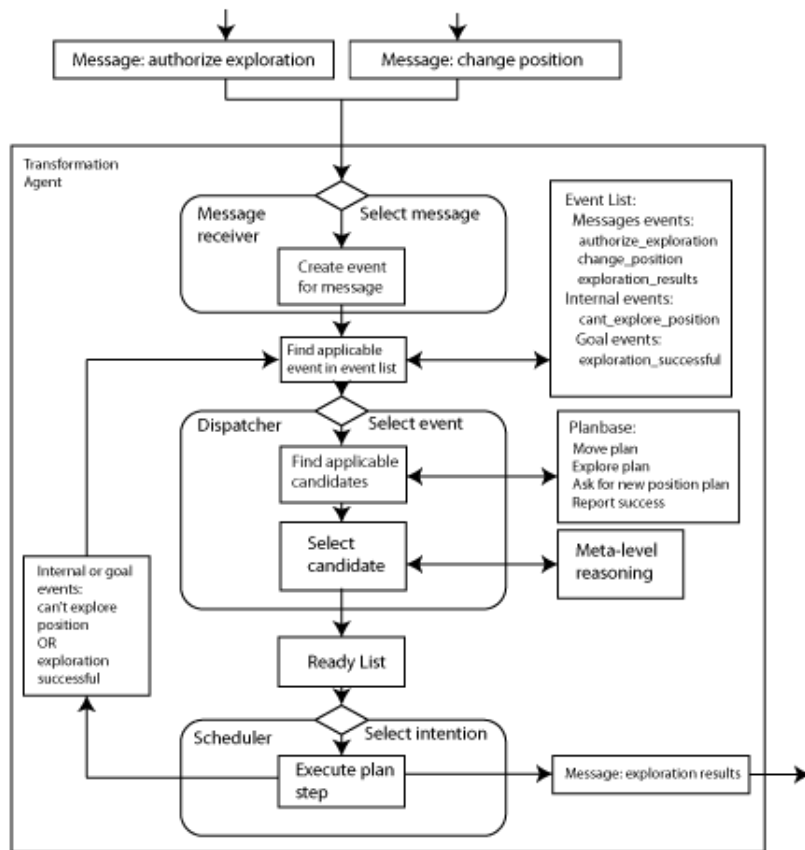 Message: authorize exploration
Message: change position
Transformation
Agent
Message
receiver
Select message
Create event
for message
Event List:
Messages events:
authorize_exploration
change_position
exploration_results
Internal events:
cant_explore_position
Goal events:
exploration_successful
Find applicable
event in event list
Dispatcher
Select event
Find applicable
candidates
Planbase:
Move plan
Explore plan
Ask for new position plan
Report success
Select
candidate
Meta-level
reasoning
Internal or goal
events:
can't explore
position
OR
exploration
successful
Ready List
Scheduler
Select intention
Execute plan
step
Message: exploration results